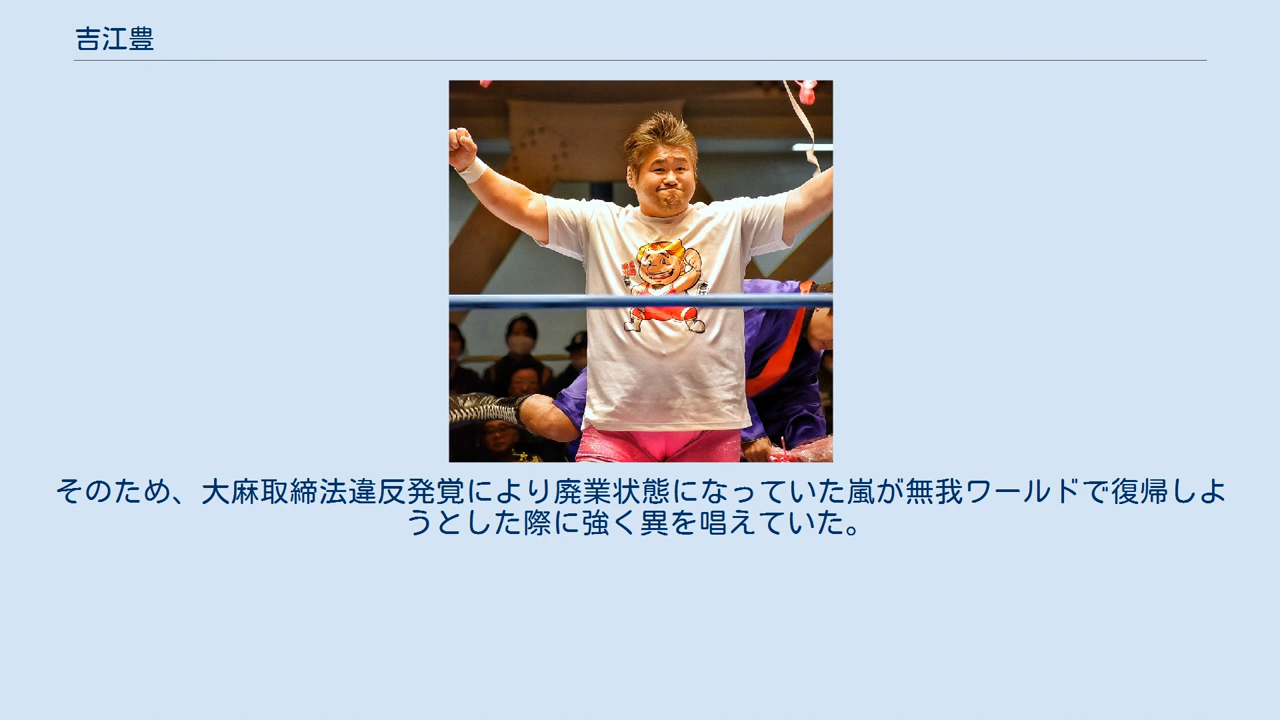 吉江豊
そのため、大麻取締法違反発覚により廃業状態になっていた嵐が無我ワールドで復帰しよ
うとした際に強く異を唱えていた。